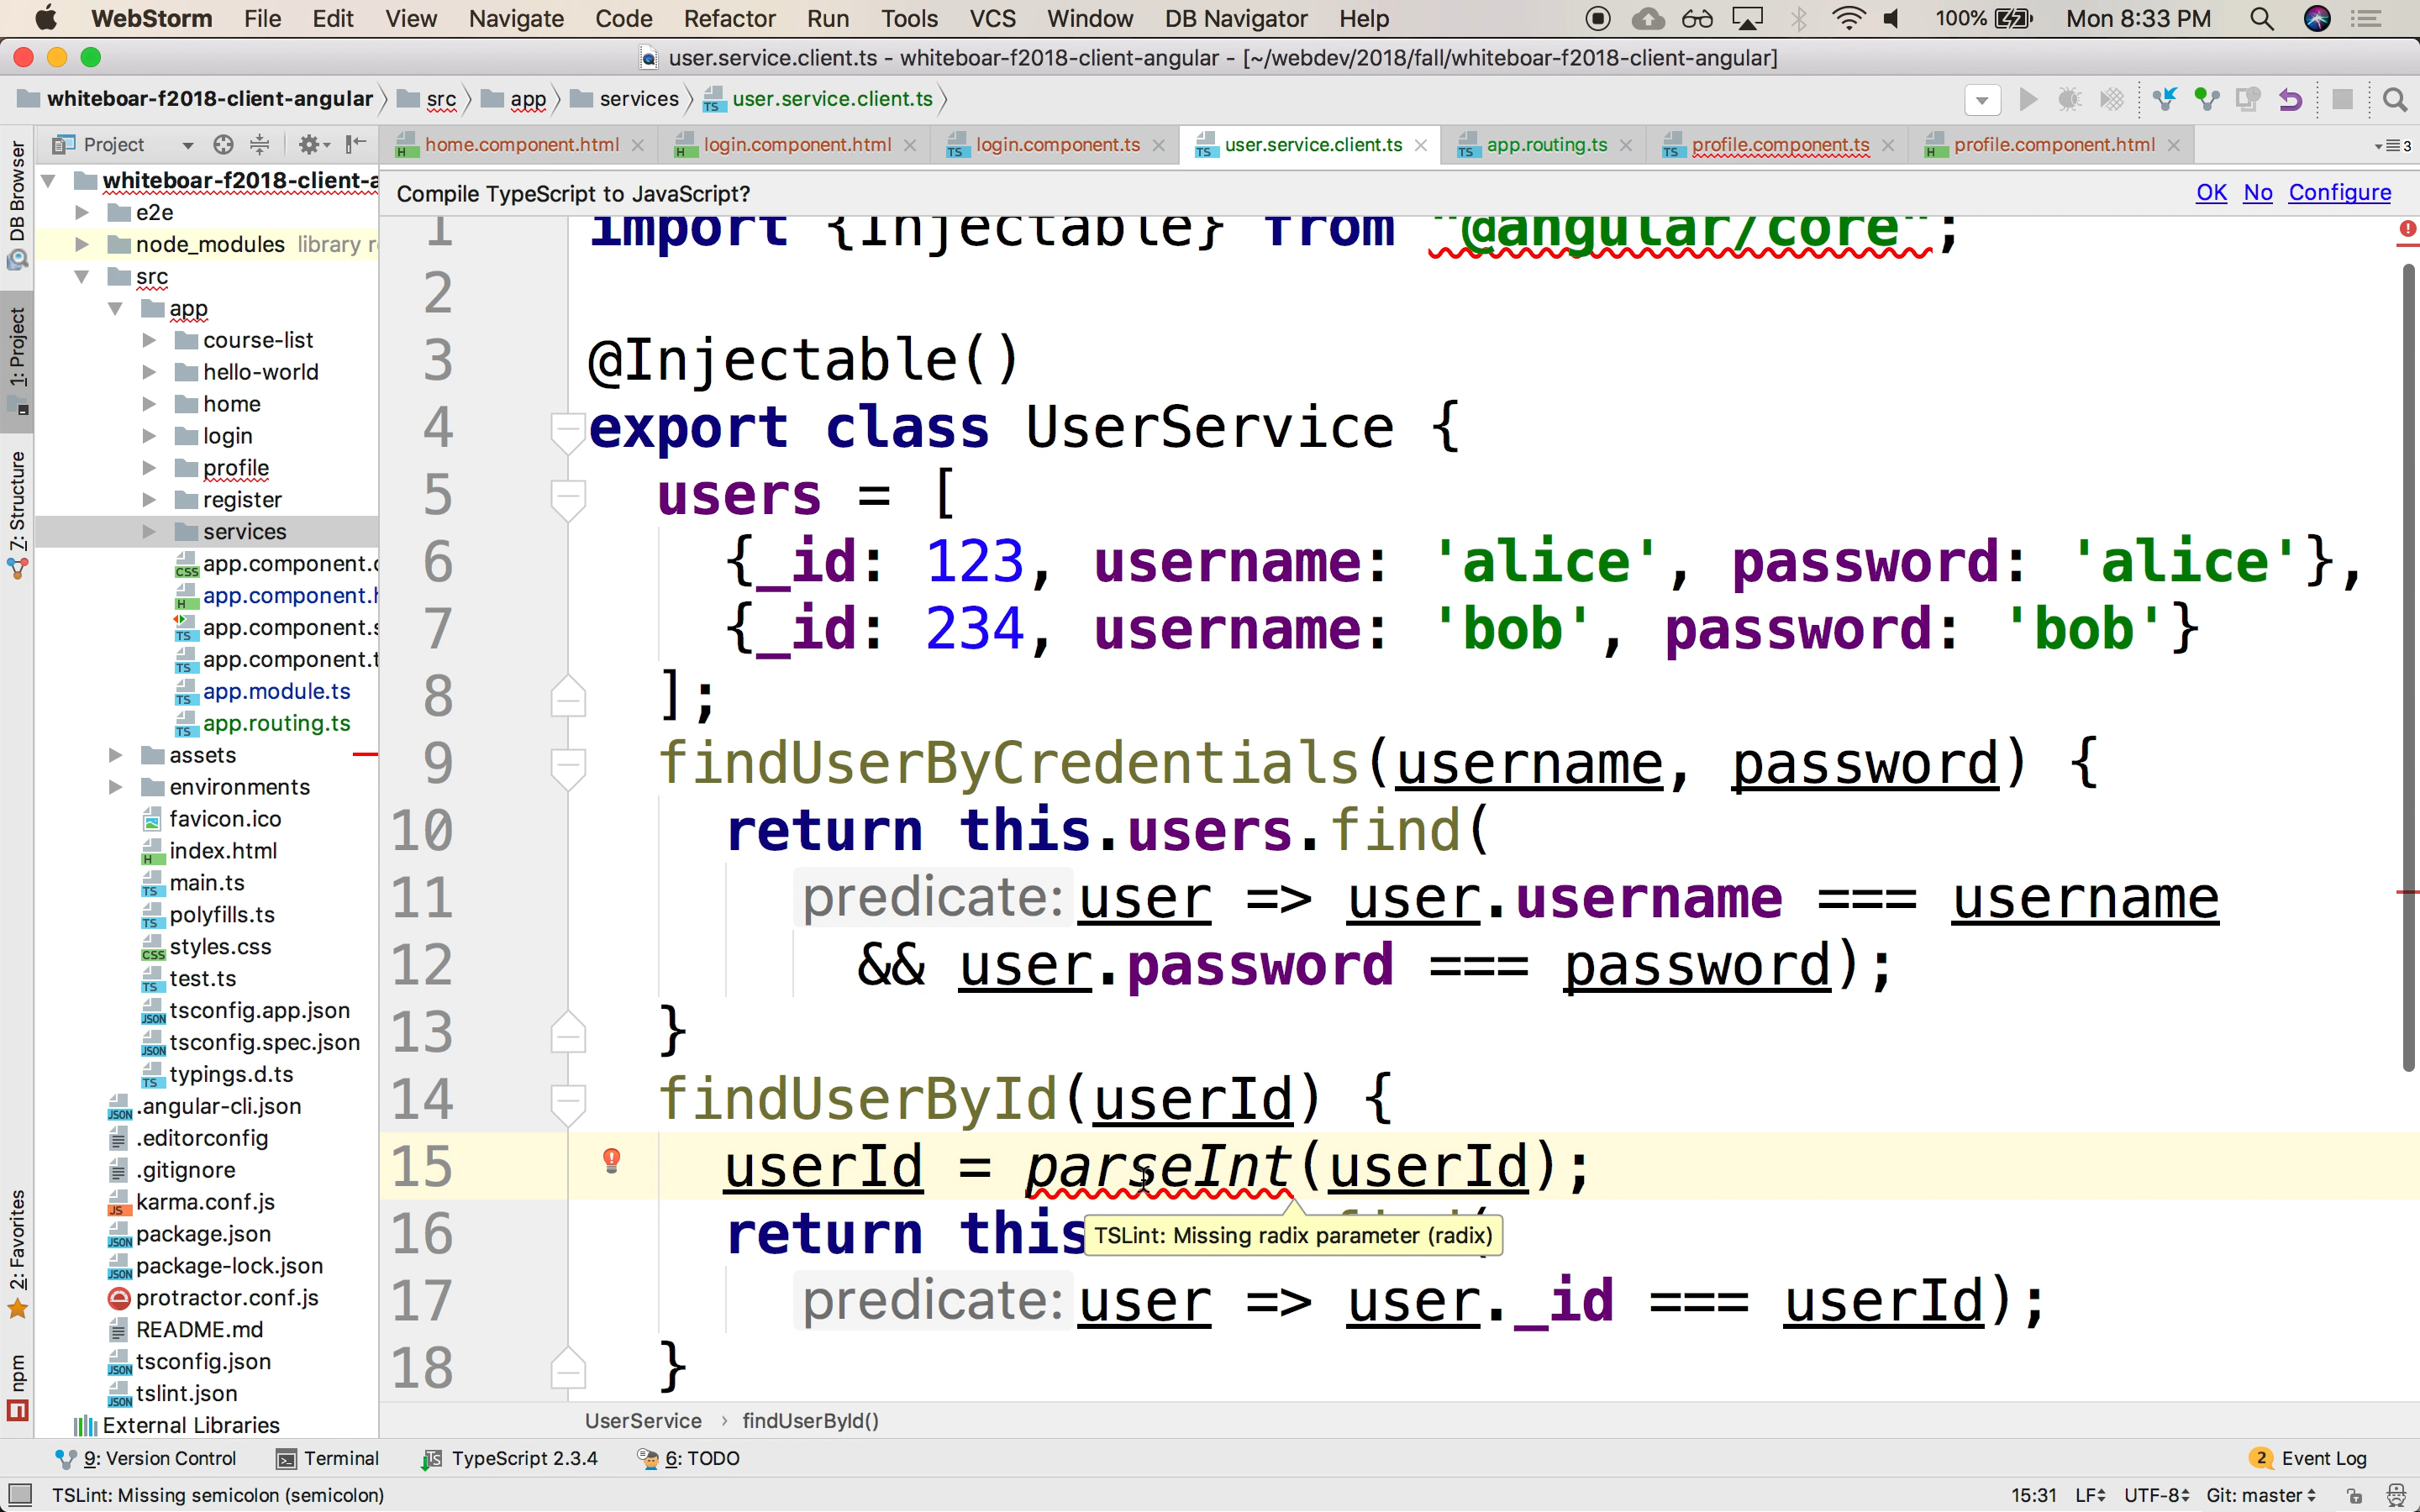 WebStorm File Edit View Navigate Code Refactor Run Tools VCS Window DB Navigator Help 100% Mon 8:33 PM
user.service.client.ts - whiteboar-f2018-client-angular - [~/webdev/2018/fall/whiteboar-f2018-client-angular]
whiteboar-f2018-client-angular src app services user.service.client.ts
Project home.component.html login.component.html login.component.ts user.service.client.ts app.routing.ts profile.component.ts profile.component.html 3
Compile TypeScript to JavaScript? OK No Configure
DB Browser
1: Project
7: Structure
2: Favorites
npm
whiteboar-f2018-client-a
e2e
node_modules library r
src
app
course-list
hello-world
home
login
profile
register
services
app.component.c
app.component.h
app.component.s
app.component.t
app.module.ts
app.routing.ts
assets
environments
favicon.ico
index.html
main.ts
polyfills.ts
styles.css
test.ts
tsconfig.app.json
tsconfig.spec.json
typings.d.ts
.angular-cli.json
.editorconfig
.gitignore
karma.conf.js
package.json
package-lock.json
protractor.conf.js
README.md
tsconfig.json
tslint.json
External Libraries
1 import {Injectable} from "@angular/core";
2
3 @Injectable()
4 export class UserService {
5 users = [
6 {_id: 123, username: 'alice', password: 'alice'},
7 {_id: 234, username: 'bob', password: 'bob'}
8 ];
9 findUserByCredentials(username, password) {
10 return this.users.find(
11 predicate: user => user.username === username
12 && user.password === password);
13 }
14 findUserById(userId) {
15 userId = parseInt(userId);
16 return this
TSLint: Missing radix parameter (radix)
17 predicate: user => user._id === userId);
18 }
UserService › findUserById()
9: Version Control Terminal TypeScript 2.3.4 6: TODO 2 Event Log
TSLint: Missing semicolon (semicolon) 15:31 LF UTF-8 Git: master